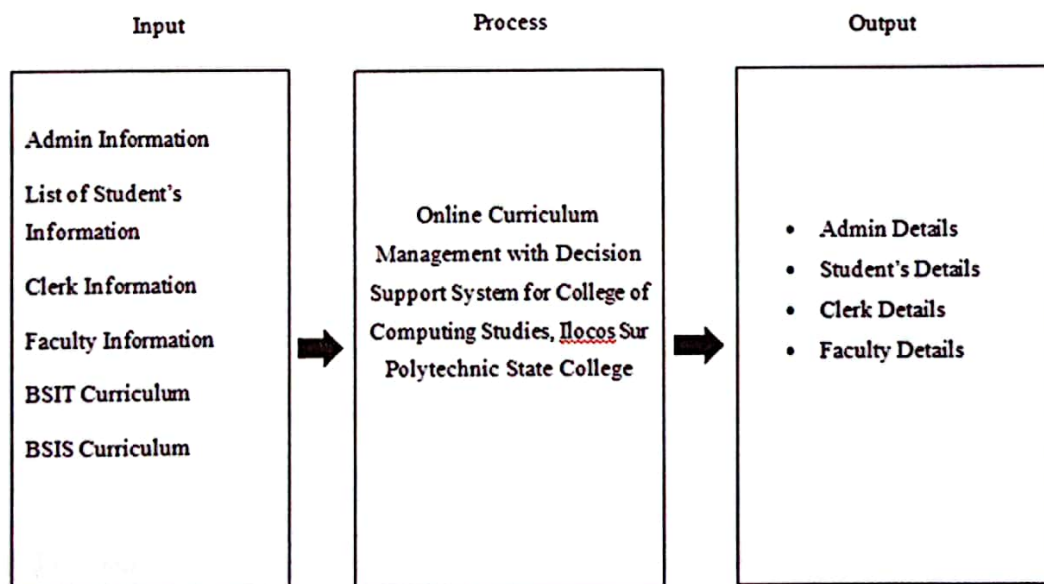 Input
Process
Output
Admin Information
List of Student's
Information
Clerk Information
Faculty Information
BSIT Curriculum
BSIS Curriculum
Online Curriculum
Management with Decision
Support System for College of
Computing Studies, Ilocos Sur
Polytechnic State College
• Admin Details
• Student's Details
• Clerk Details
• Faculty Details